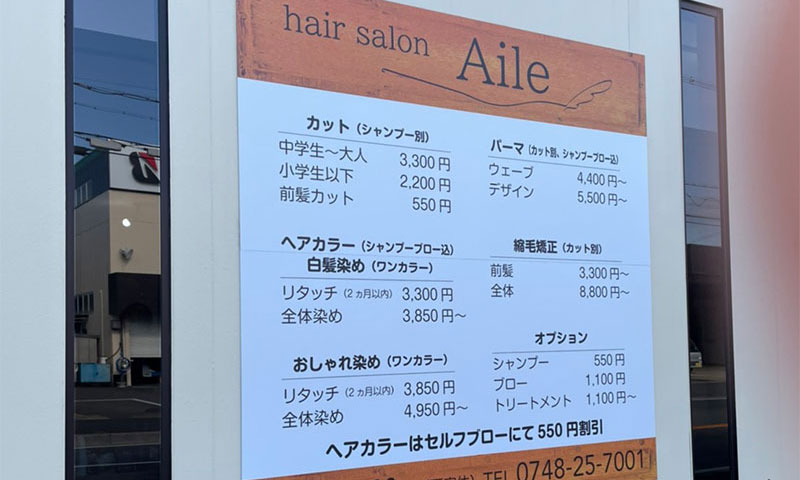 hair salon Aile
カット（シャンプー別）
中学生～大人 3,300円
小学生以下 2,200円
前髪カット 550円
ヘアカラー（シャンプーブロー込）
白髪染め（ワンカラー）
リタッチ（2ヵ月以内） 3,300円
全体染め 3,850円～
おしゃれ染め（ワンカラー）
リタッチ（2ヵ月以内） 3,850円
全体染め 4,950円～
パーマ（カット別、シャンプーブロー込）
ウェーブ 4,400円～
デザイン 5,500円～
縮毛矯正（カット別）
前髪 3,300円～
全体 8,800円～
オプション
シャンプー 550円
ブロー 1,100円
トリートメント 1,100円～
ヘアカラーはセルフブローにて550円割引
TEL 0748-25-7001